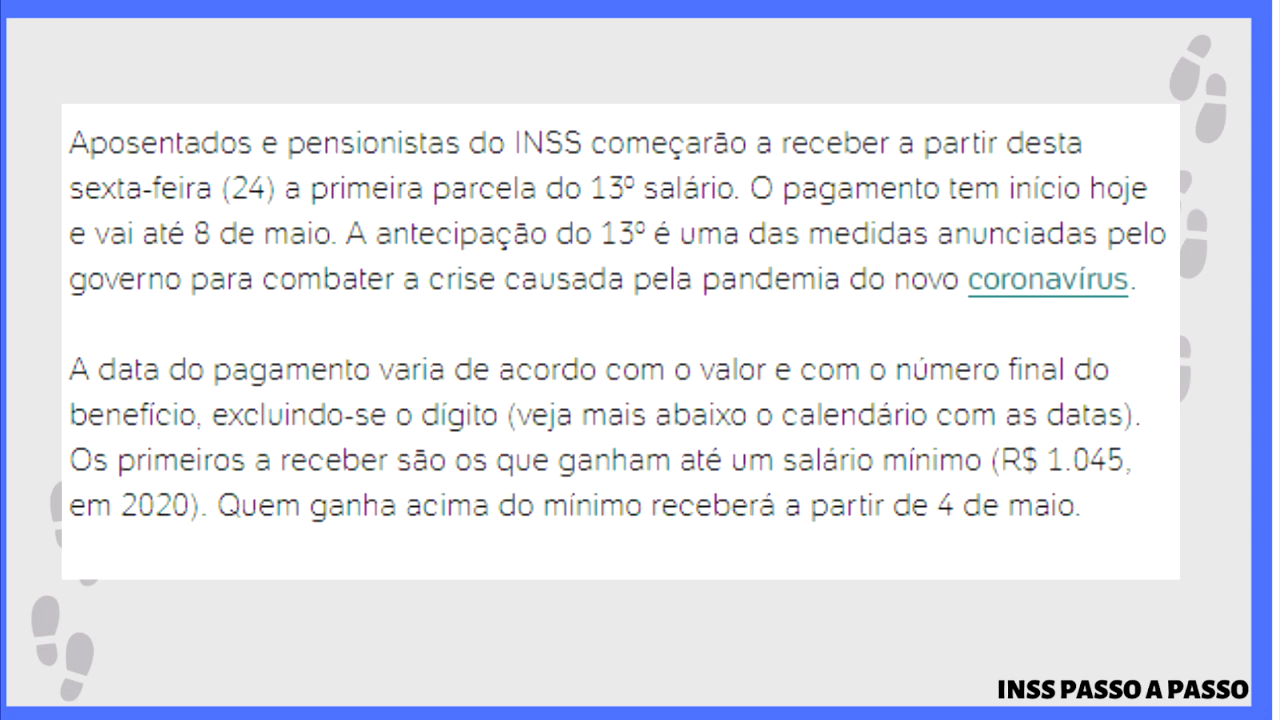 Aposentados e pensionistas do INSS começarão a receber a partir desta
sexta-feira (24) a primeira parcela do 13º salário. O pagamento tem início hoje
e vai até 8 de maio. A antecipação do 13º é uma das medidas anunciadas pelo
governo para combater a crise causada pela pandemia do novo coronavírus.
A data do pagamento varia de acordo com o valor e com o número final do
benefício, excluindo-se o dígito (veja mais abaixo o calendário com as datas).
Os primeiros a receber são os que ganham até um salário mínimo (R$ 1.045,
em 2020). Quem ganha acima do mínimo receberá a partir de 4 de maio.
INSS PASSO A PASSO